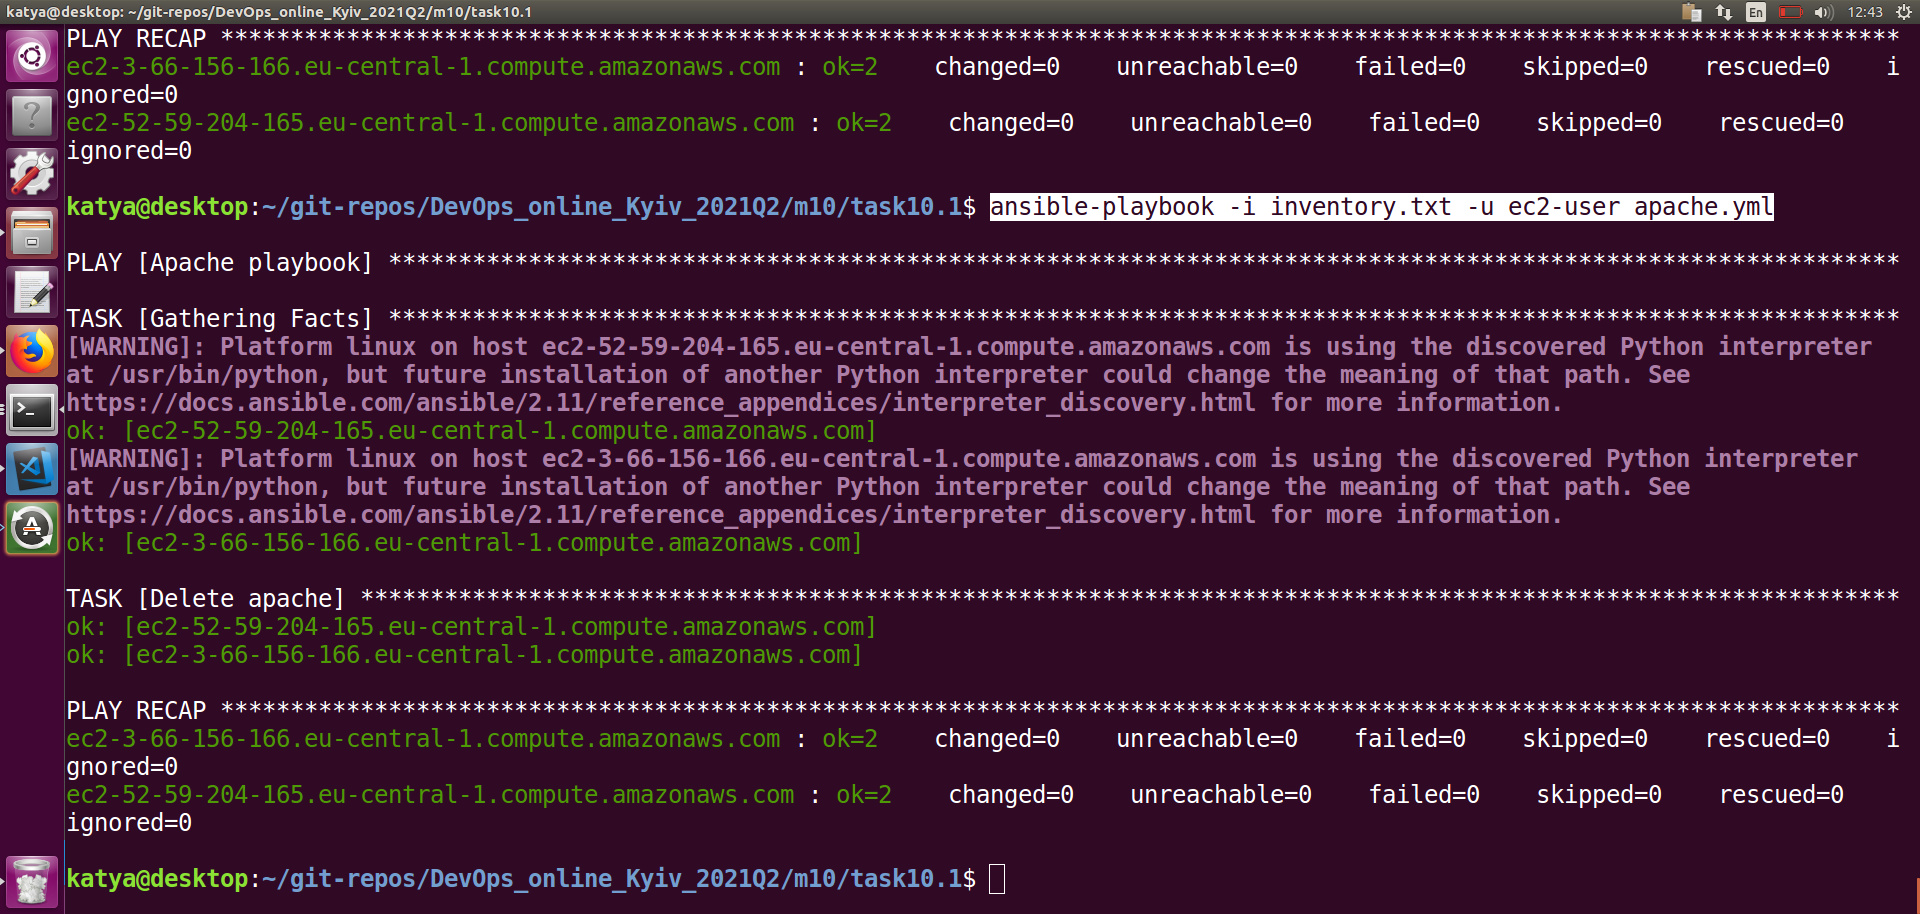 katya@desktop: ~/git-repos/DevOps_online_Kyiv_2021Q2/m10/task10.1
En
12:43
PLAY RECAP ************************************************************************************************************************
ec2-3-66-156-166.eu-central-1.compute.amazonaws.com : ok=2    changed=0    unreachable=0    failed=0    skipped=0    rescued=0    i
gnored=0
ec2-52-59-204-165.eu-central-1.compute.amazonaws.com : ok=2    changed=0    unreachable=0    failed=0    skipped=0    rescued=0
ignored=0
katya@desktop:~/git-repos/DevOps_online_Kyiv_2021Q2/m10/task10.1$ ansible-playbook -i inventory.txt -u ec2-user apache.yml
PLAY [Apache playbook] ************************************************************************************************************
TASK [Gathering Facts] ************************************************************************************************************
[WARNING]: Platform linux on host ec2-52-59-204-165.eu-central-1.compute.amazonaws.com is using the discovered Python interpreter
at /usr/bin/python, but future installation of another Python interpreter could change the meaning of that path. See
https://docs.ansible.com/ansible/2.11/reference_appendices/interpreter_discovery.html for more information.
ok: [ec2-52-59-204-165.eu-central-1.compute.amazonaws.com]
[WARNING]: Platform linux on host ec2-3-66-156-166.eu-central-1.compute.amazonaws.com is using the discovered Python interpreter
at /usr/bin/python, but future installation of another Python interpreter could change the meaning of that path. See
https://docs.ansible.com/ansible/2.11/reference_appendices/interpreter_discovery.html for more information.
ok: [ec2-3-66-156-166.eu-central-1.compute.amazonaws.com]
TASK [Delete apache] **************************************************************************************************************
ok: [ec2-52-59-204-165.eu-central-1.compute.amazonaws.com]
ok: [ec2-3-66-156-166.eu-central-1.compute.amazonaws.com]
PLAY RECAP ************************************************************************************************************************
ec2-3-66-156-166.eu-central-1.compute.amazonaws.com : ok=2    changed=0    unreachable=0    failed=0    skipped=0    rescued=0    i
gnored=0
ec2-52-59-204-165.eu-central-1.compute.amazonaws.com : ok=2    changed=0    unreachable=0    failed=0    skipped=0    rescued=0
ignored=0
katya@desktop:~/git-repos/DevOps_online_Kyiv_2021Q2/m10/task10.1$